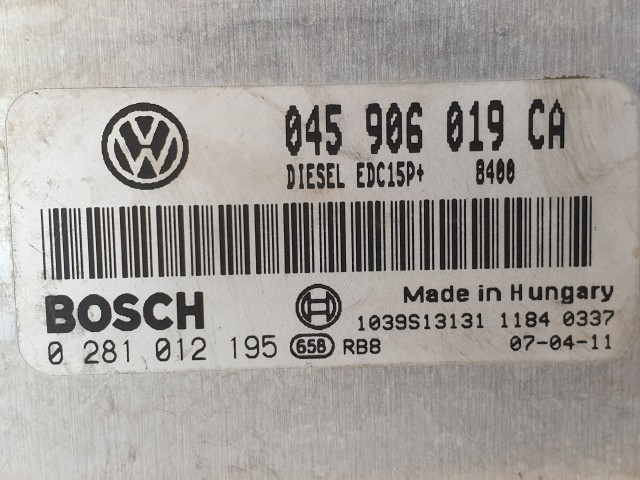 045 906 019 CA
DIESEL EDC15P+ 8400
BOSCH
Made in Hungary
1039S13131 1184 0337
0 281 012 195 658 RB8 07-04-11